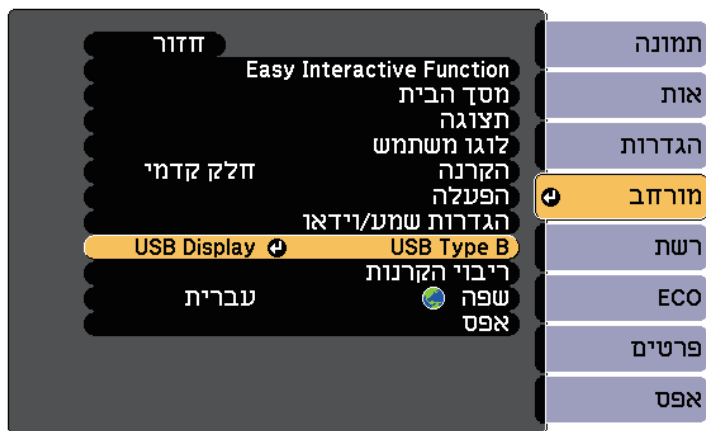 תמונה
אות
הגדרות
מורחב
רשת
ECO
פרטים
אפס
חזור
Easy Interactive Function
מסך הבית
תצוגה
לוגו משתמש
הקרנה חלק קדמי
הפעלה
הגדרות שמע/וידאו
USB Type B USB Display
ריבוי הקרנות
שפה עברית
אפס